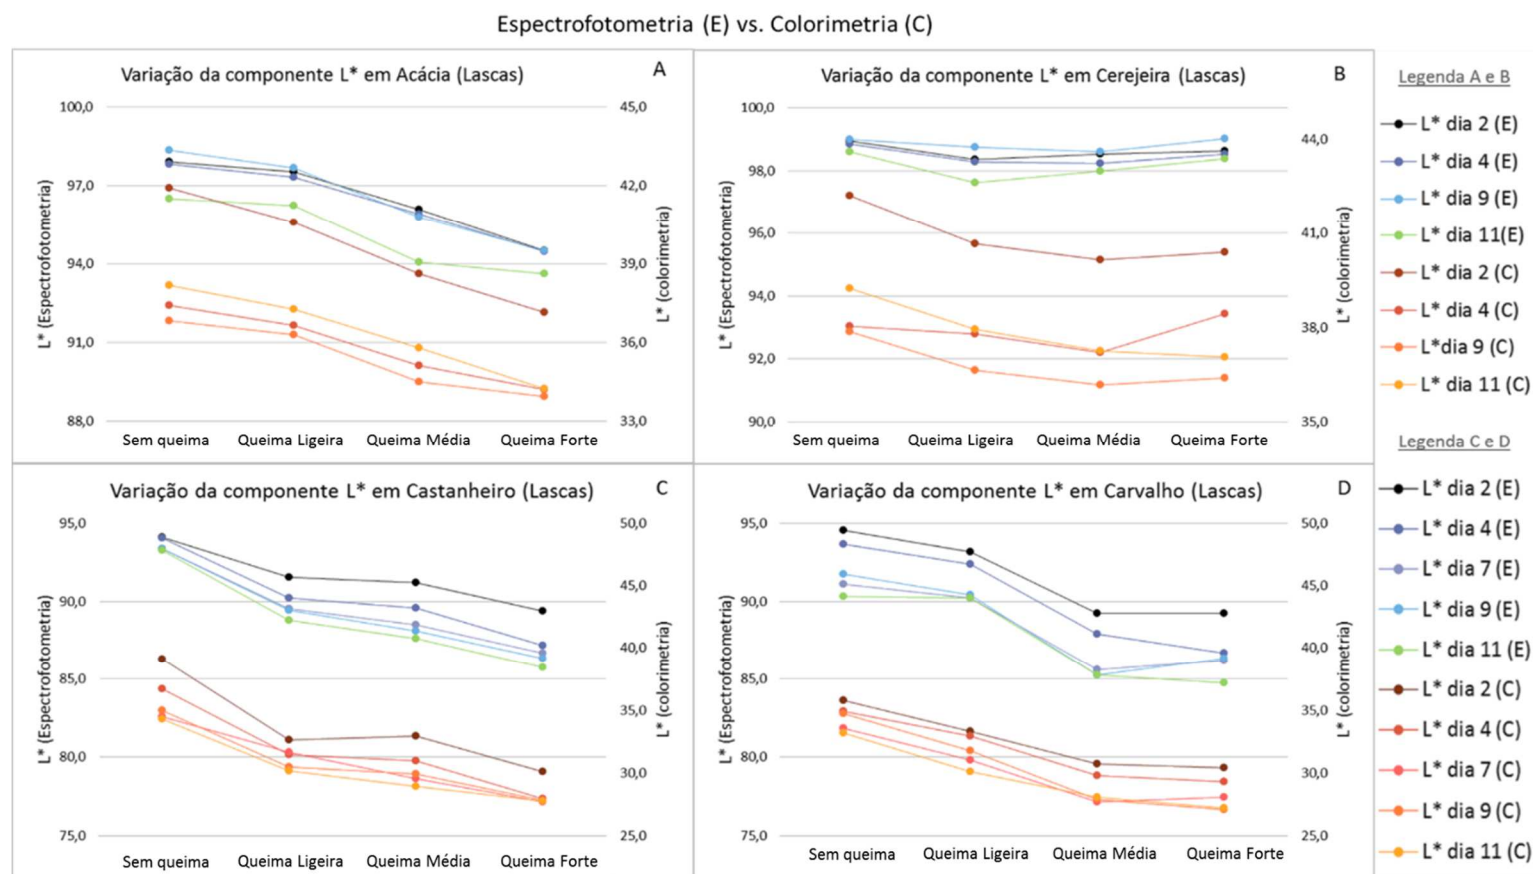 Espectrofotometria (E) vs. Colorimetria (C)
Variação da componente L* em Acácia (Lascas)
A
100,0
97,0
94,0
91,0
88,0
L* (Espectrofotometria)
45,0
42,0
39,0
36,0
33,0
L* (colorimetria)
Sem queima
Queima Ligeira
Queima Média
Queima Forte
Variação da componente L* em Cerejeira (Lascas)
B
100,0
98,0
96,0
94,0
92,0
90,0
L* (Espectrofotometria)
44,0
41,0
38,0
35,0
L* (colorimetria)
Sem queima
Queima Ligeira
Queima Média
Queima Forte
Legenda A e B
L* dia 2 (E)
L* dia 4 (E)
L* dia 9 (E)
L* dia 11(E)
L* dia 2 (C)
L* dia 4 (C)
L*dia 9 (C)
L* dia 11 (C)
Variação da componente L* em Castanheiro (Lascas)
C
95,0
90,0
85,0
80,0
75,0
L* (Espectrofotometria)
50,0
45,0
40,0
35,0
30,0
25,0
L* (colorimetria)
Sem queima
Queima Ligeira
Queima Média
Queima Forte
Variação da componente L* em Carvalho (Lascas)
D
95,0
90,0
85,0
80,0
75,0
L* (Espectrofotometria)
50,0
45,0
40,0
35,0
30,0
25,0
L* (colorimetria)
Sem queima
Queima Ligeira
Queima Média
Queima Forte
Legenda C e D
L* dia 2 (E)
L* dia 4 (E)
L* dia 7 (E)
L* dia 9 (E)
L* dia 11 (E)
L* dia 2 (C)
L* dia 4 (C)
L* dia 7 (C)
L* dia 9 (C)
L* dia 11 (C)